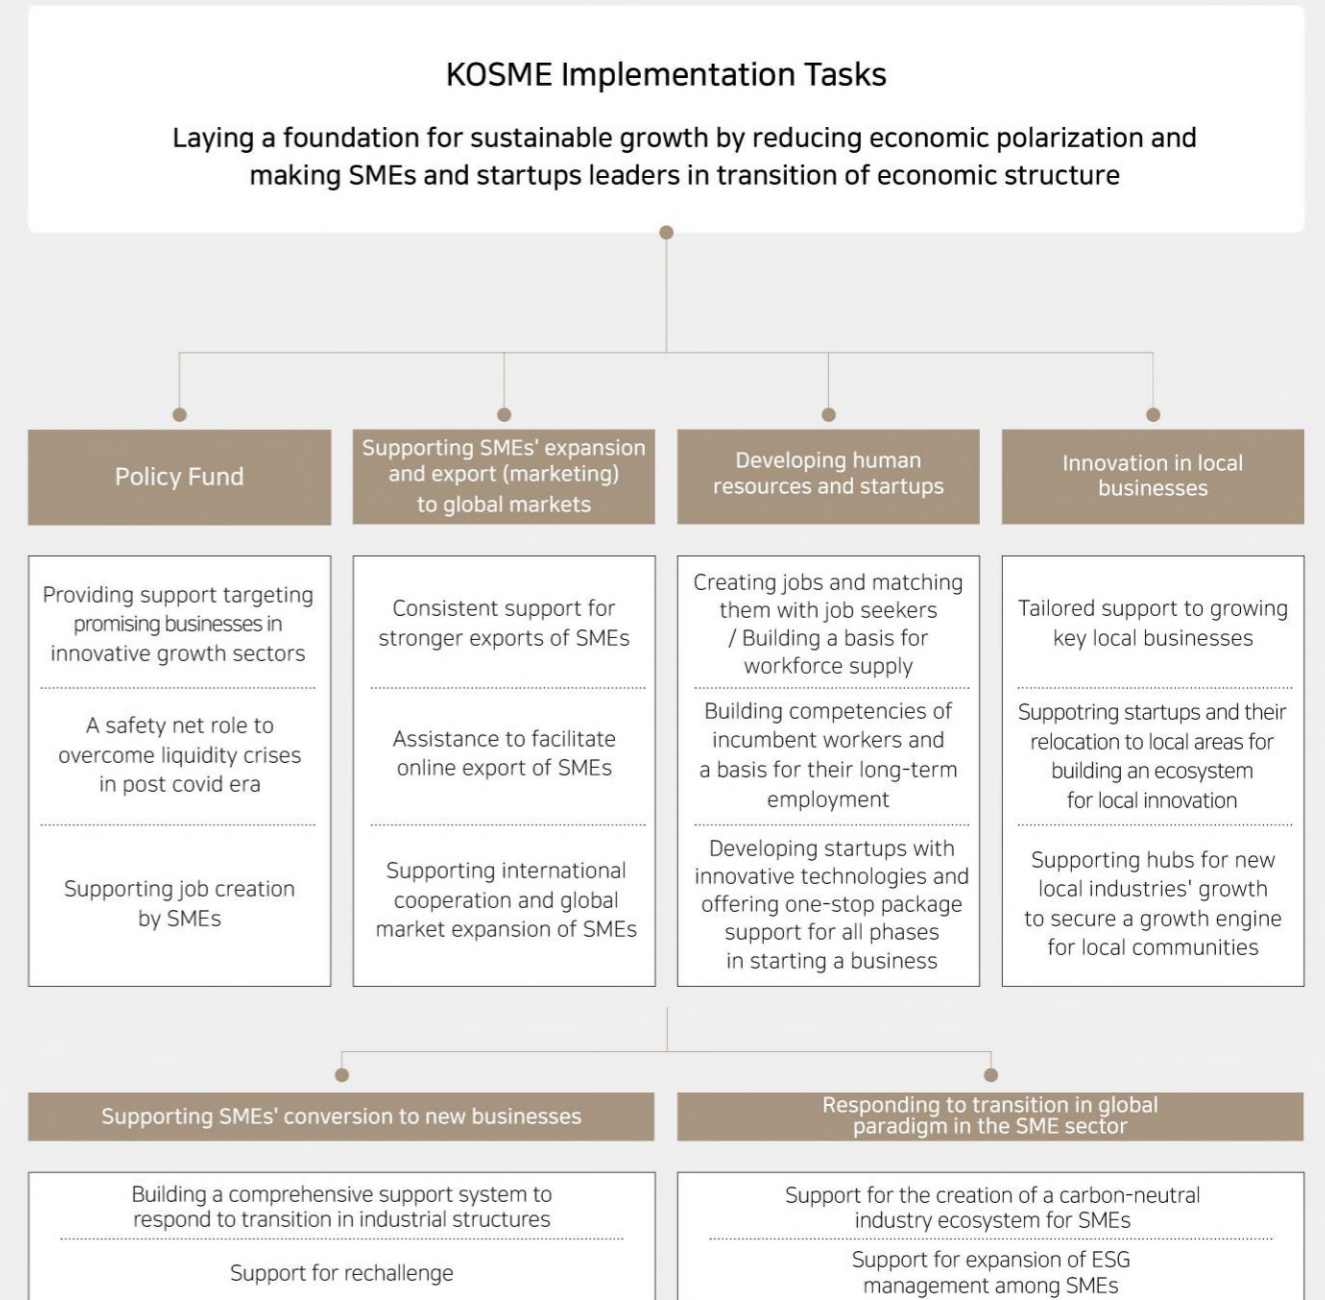 KOSME Implementation Tasks
Laying a foundation for sustainable growth by reducing economic polarization and
making SMEs and startups leaders in transition of economic structure
Policy Fund
Supporting SMEs' expansion
and export (marketing)
to global markets
Developing human
resources and startups
Innovation in local
businesses
Providing support targeting
promising businesses in
innovative growth sectors
A safety net role to
overcome liquidity crises
in post covid era
Supporting job creation
by SMEs
Consistent support for
stronger exports of SMEs
Assistance to facilitate
online export of SMEs
Supporting international
cooperation and global
market expansion of SMEs
Creating jobs and matching
them with job seekers
/ Building a basis for
workforce supply
Building competencies of
incumbent workers and
a basis for their long-term
employment
Developing startups with
innovative technologies and
offering one-stop package
support for all phases
in starting a business
Tailored support to growing
key local businesses
Suppotring startups and their
relocation to local areas for
building an ecosystem
for local innovation
Supporting hubs for new
local industries' growth
to secure a growth engine
for local communities
Supporting SMEs' conversion to new businesses
Responding to transition in global
paradigm in the SME sector
Building a comprehensive support system to
respond to transition in industrial structures
Support for rechallenge
Support for the creation of a carbon-neutral
industry ecosystem for SMEs
Support for expansion of ESG
management among SMEs